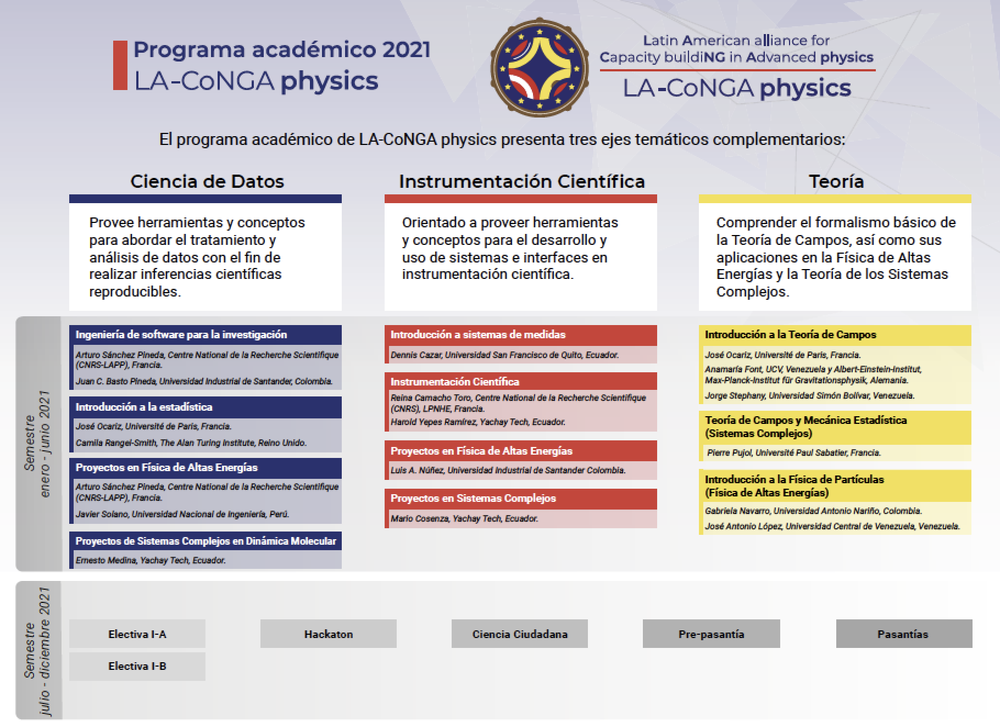 Programa académico 2021
LA-CoNGA physics
Latin American alliance for
Capacity buildiNG in Advanced physics
LA-CoNGA physics
El programa académico de LA-CoNGA physics presenta tres ejes temáticos complementarios:
Ciencia de Datos
Provee herramientas y conceptos
para abordar el tratamiento y
análisis de datos con el fin de
realizar inferencias científicas
reproducibles.
Instrumentación Científica
Orientado a proveer herramientas
y conceptos para el desarrollo y
uso de sistemas e interfaces en
instrumentación científica.
Teoría
Comprender el formalismo básico de
la Teoría de Campos, así como sus
aplicaciones en la Física de Altas
Energías y la Teoría de los Sistemas
Complejos.
Semestre
enero - junio 2021
Ingeniería de software para la investigación
Arturo Sánchez Pineda, Centre National de la Recherche Scientifique
(CNRS-LAPP), Francia.
Juan C. Basto Pineda, Universidad Industrial de Santander, Colombia.
Introducción a la estadística
José Ocariz, Université de Paris, Francia.
Camila Rangel-Smith, The Alan Turing Institute, Reino Unido.
Proyectos en Física de Altas Energías
Arturo Sánchez Pineda, Centre National de la Recherche Scientifique
(CNRS-LAPP), Francia.
Javier Solano, Universidad Nacional de Ingeniería, Perú.
Proyectos de Sistemas Complejos en Dinámica Molecular
Ernesto Medina, Yachay Tech, Ecuador.
Introducción a sistemas de medidas
Dennis Cazar, Universidad San Francisco de Quito, Ecuador.
Instrumentación Científica
Reina Camacho Toro, Centre National de la Recherche Scientifique
(CNRS), LPNHE, Francia.
Harold Yepes Ramírez, Yachay Tech, Ecuador.
Proyectos en Física de Altas Energías
Luis A. Núñez, Universidad Industrial de Santander Colombia.
Proyectos en Sistemas Complejos
Mario Cosenza, Yachay Tech, Ecuador.
Introducción a la Teoría de Campos
José Ocariz, Université de Paris, Francia.
Anamaría Font, UCV, Venezuela y Albert-Einstein-Institut,
Max-Planck-Institut für Gravitationsphysik, Alemania.
Jorge Stephany, Universidad Simón Bolívar, Venezuela.
Teoría de Campos y Mecánica Estadística
(Sistemas Complejos)
Pierre Pujol, Université Paul Sabatier, Francia.
Introducción a la Física de Partículas
(Física de Altas Energías)
Gabriela Navarro, Universidad Antonio Nariño, Colombia.
José Antonio López, Universidad Central de Venezuela, Venezuela.
Semestre
julio - diciembre 2021
Electiva I-A
Electiva I-B
Hackaton
Ciencia Ciudadana
Pre-pasantía
Pasantías